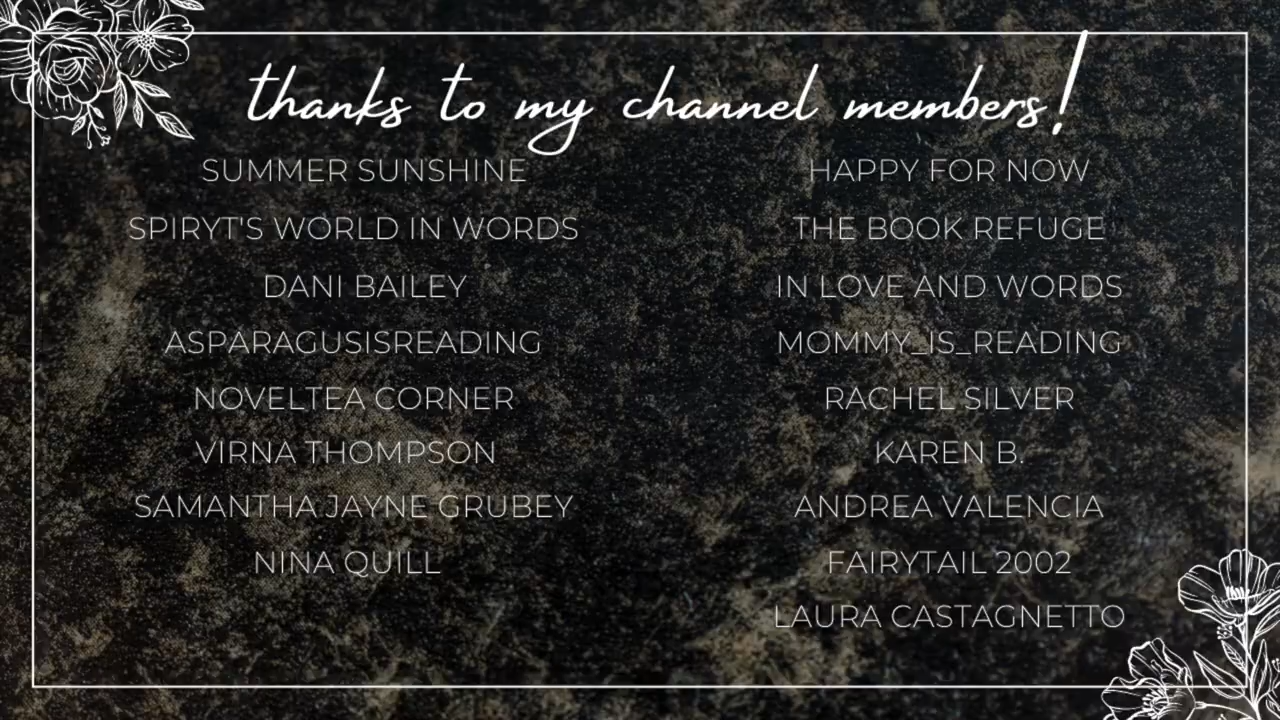 thanks to my channel members!
SUMMER SUNSHINE
SPIRYT'S WORLD IN WORDS
DANI BAILEY
ASPARAGUSISREADING
NOVELTEA CORNER
VIRNA THOMPSON
SAMANTHA JAYNE GRUBEY
NINA QUILL
HAPPY FOR NOW
THE BOOK REFUGE
IN LOVE AND WORDS
MOMMY_IS_READING
RACHEL SILVER
KAREN B.
ANDREA VALENCIA
FAIRYTAIL 2002
LAURA CASTAGNETTO